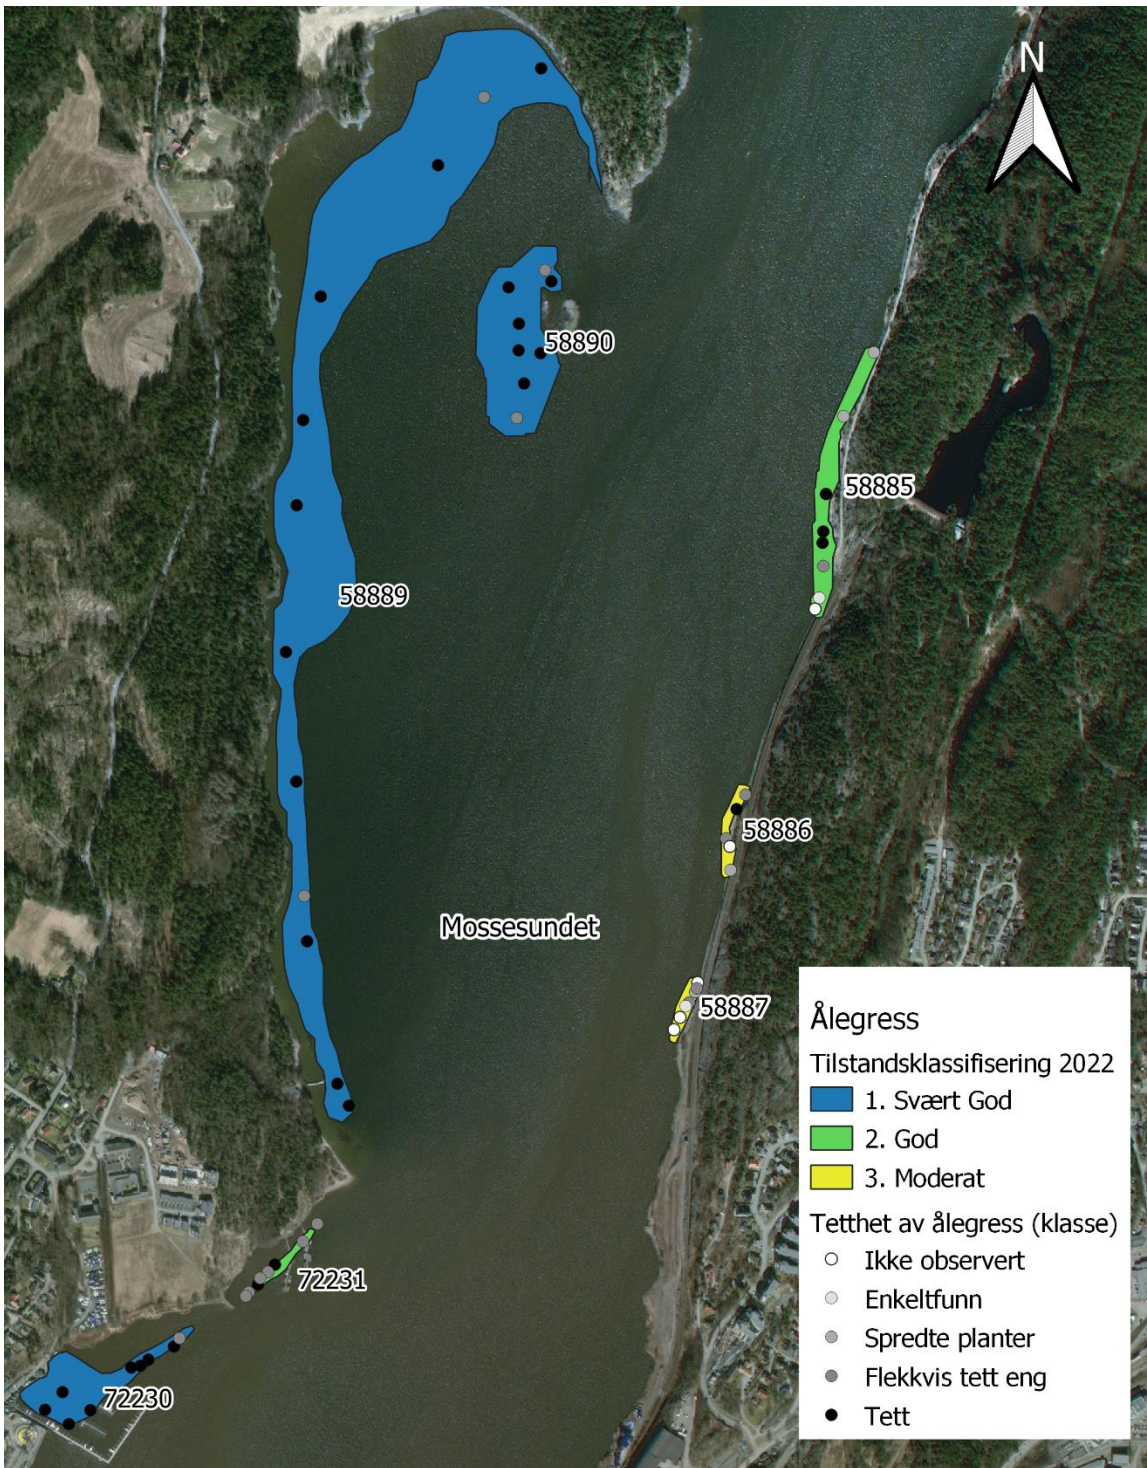 N
58890
58885
58889
58886
Mossesundet
58887
72231
72230
Ålegress
Tilstandsklassifisering 2022
1. Svært God
2. God
3. Moderat
Tetthet av ålegress (klasse)
Ikke observert
Enkeltfunn
Spredte planter
Flekkvis tett eng
Tett